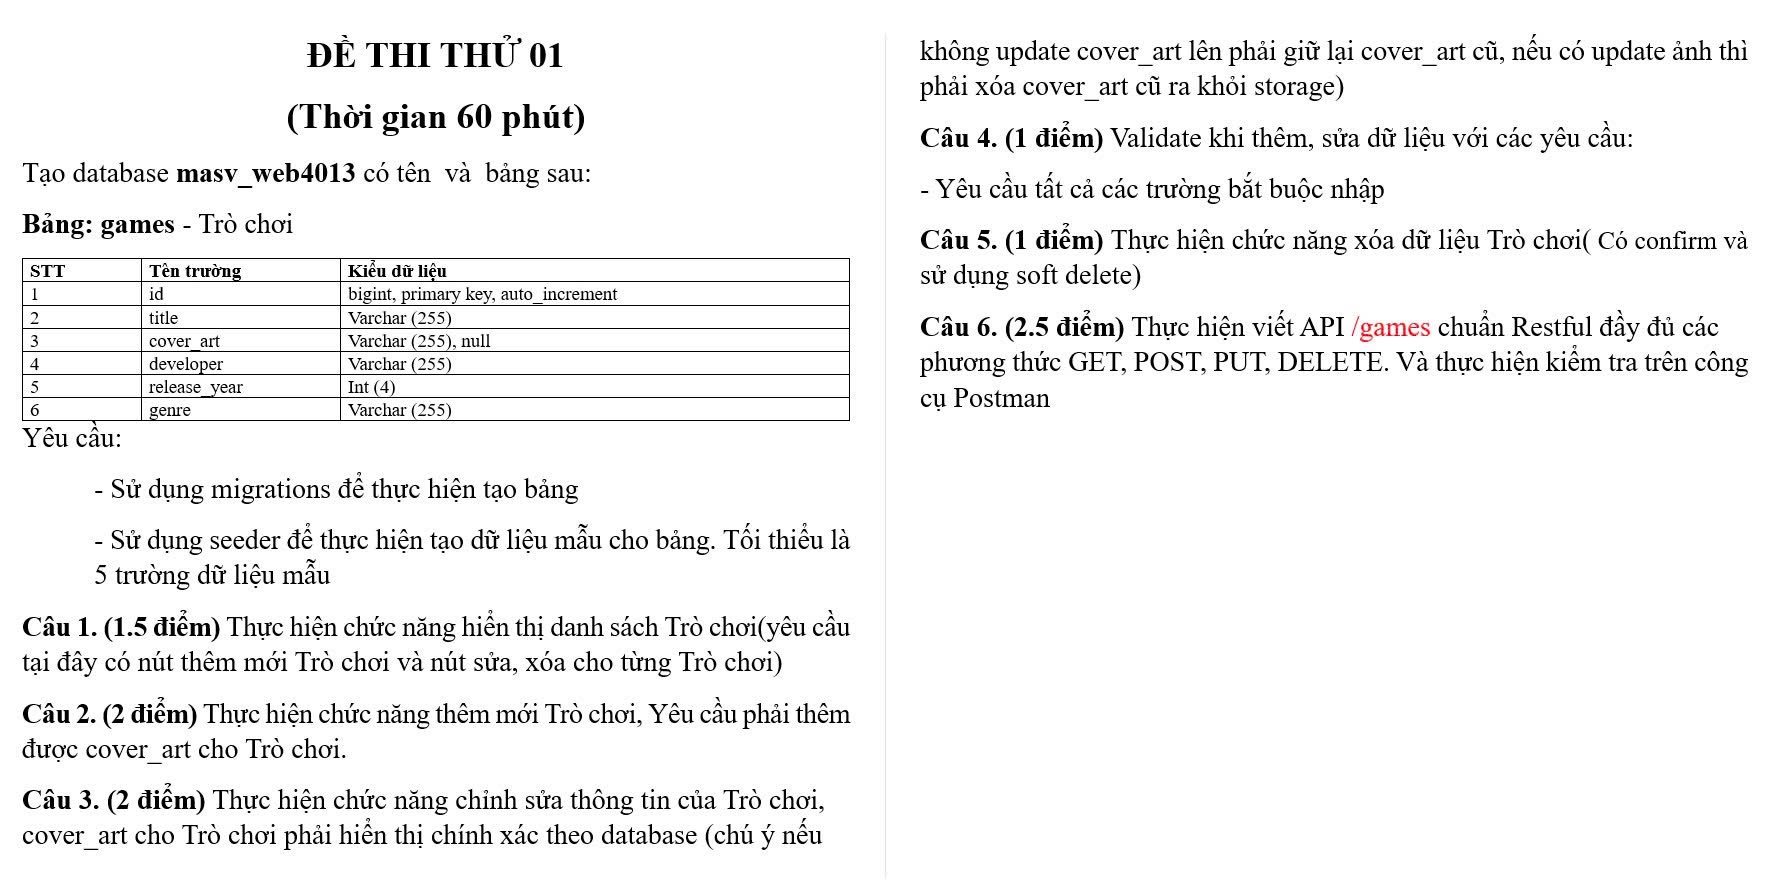 ĐỀ THI THỬ 01
(Thời gian 60 phút)
Tạo database masv_web4013 có tên và bảng sau:
Bảng: games - Trò chơi
STT Tên trường Kiểu dữ liệu
1 id bigint, primary key, auto_increment
2 title Varchar (255)
3 cover_art Varchar (255), null
4 developer Varchar (255)
5 release_year Int (4)
6 genre Varchar (255)
Yêu cầu:
- Sử dụng migrations để thực hiện tạo bảng
- Sử dụng seeder để thực hiện tạo dữ liệu mẫu cho bảng. Tối thiểu là
5 trường dữ liệu mẫu
Câu 1. (1.5 điểm) Thực hiện chức năng hiển thị danh sách Trò chơi(yêu cầu
tại đây có nút thêm mới Trò chơi và nút sửa, xóa cho từng Trò chơi)
Câu 2. (2 điểm) Thực hiện chức năng thêm mới Trò chơi, Yêu cầu phải thêm
được cover_art cho Trò chơi.
Câu 3. (2 điểm) Thực hiện chức năng chỉnh sửa thông tin của Trò chơi,
cover_art cho Trò chơi phải hiển thị chính xác theo database (chú ý nếu
không update cover_art lên phải giữ lại cover_art cũ, nếu có update ảnh thì
phải xóa cover_art cũ ra khỏi storage)
Câu 4. (1 điểm) Validate khi thêm, sửa dữ liệu với các yêu cầu:
- Yêu cầu tất cả các trường bắt buộc nhập
Câu 5. (1 điểm) Thực hiện chức năng xóa dữ liệu Trò chơi( Có confirm và
sử dụng soft delete)
Câu 6. (2.5 điểm) Thực hiện viết API /games chuẩn Restful đầy đủ các
phương thức GET, POST, PUT, DELETE. Và thực hiện kiểm tra trên công
cụ Postman